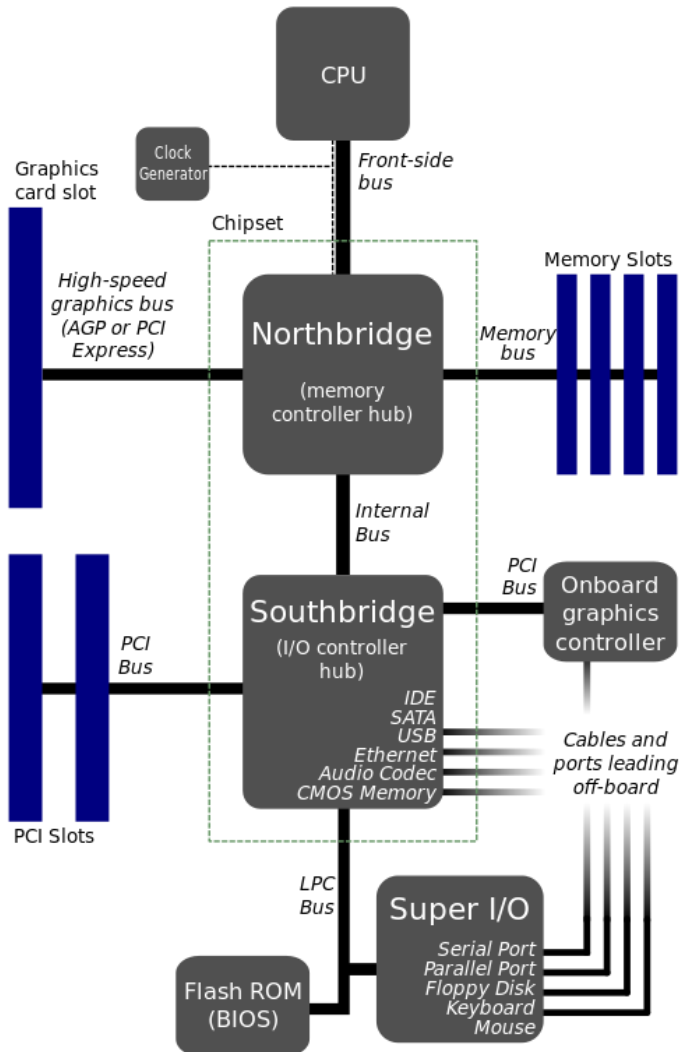 CPU
Clock
Generator
Front-side
bus
Graphics
card slot
Chipset
High-speed
graphics bus
(AGP or PCI
Express)
Northbridge
(memory
controller hub)
Memory Slots
Memory
bus
Internal
Bus
PCI
Bus
Onboard
graphics
controller
Southbridge
(I/O controller
hub)
IDE
SATA
USB
Ethernet
Audio Codec
CMOS Memory
PCI
Bus
PCI Slots
Cables and
ports leading
off-board
LPC
Bus
Super I/O
Serial Port
Parallel Port
Floppy Disk
Keyboard
Mouse
Flash ROM
(BIOS)